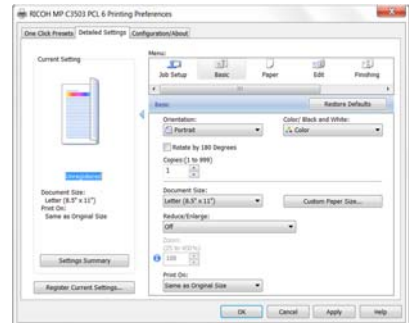 RICOH MP C3503 PCL 6 Printing Preferences
One Click Presets Detailed Settings Configuration/About
Current Setting
Unregistered
Document Size:
Letter (8.5" x 11")
Print On:
Same as Original Size
Settings Summary
Register Current Settings...
Menu:
Job Setup Basic Paper Edit Finishing
Basic
Restore Defaults
Orientation:
Portrait
Color/ Black and White:
Color
Rotate by 180 Degrees
Copies:(1 to 999)
1
Document Size:
Letter (8.5" x 11")
Custom Paper Size...
Reduce/Enlarge:
Off
Zoom:
(25 to 400%)
100
Print On:
Same as Original Size
OK Cancel Apply Help